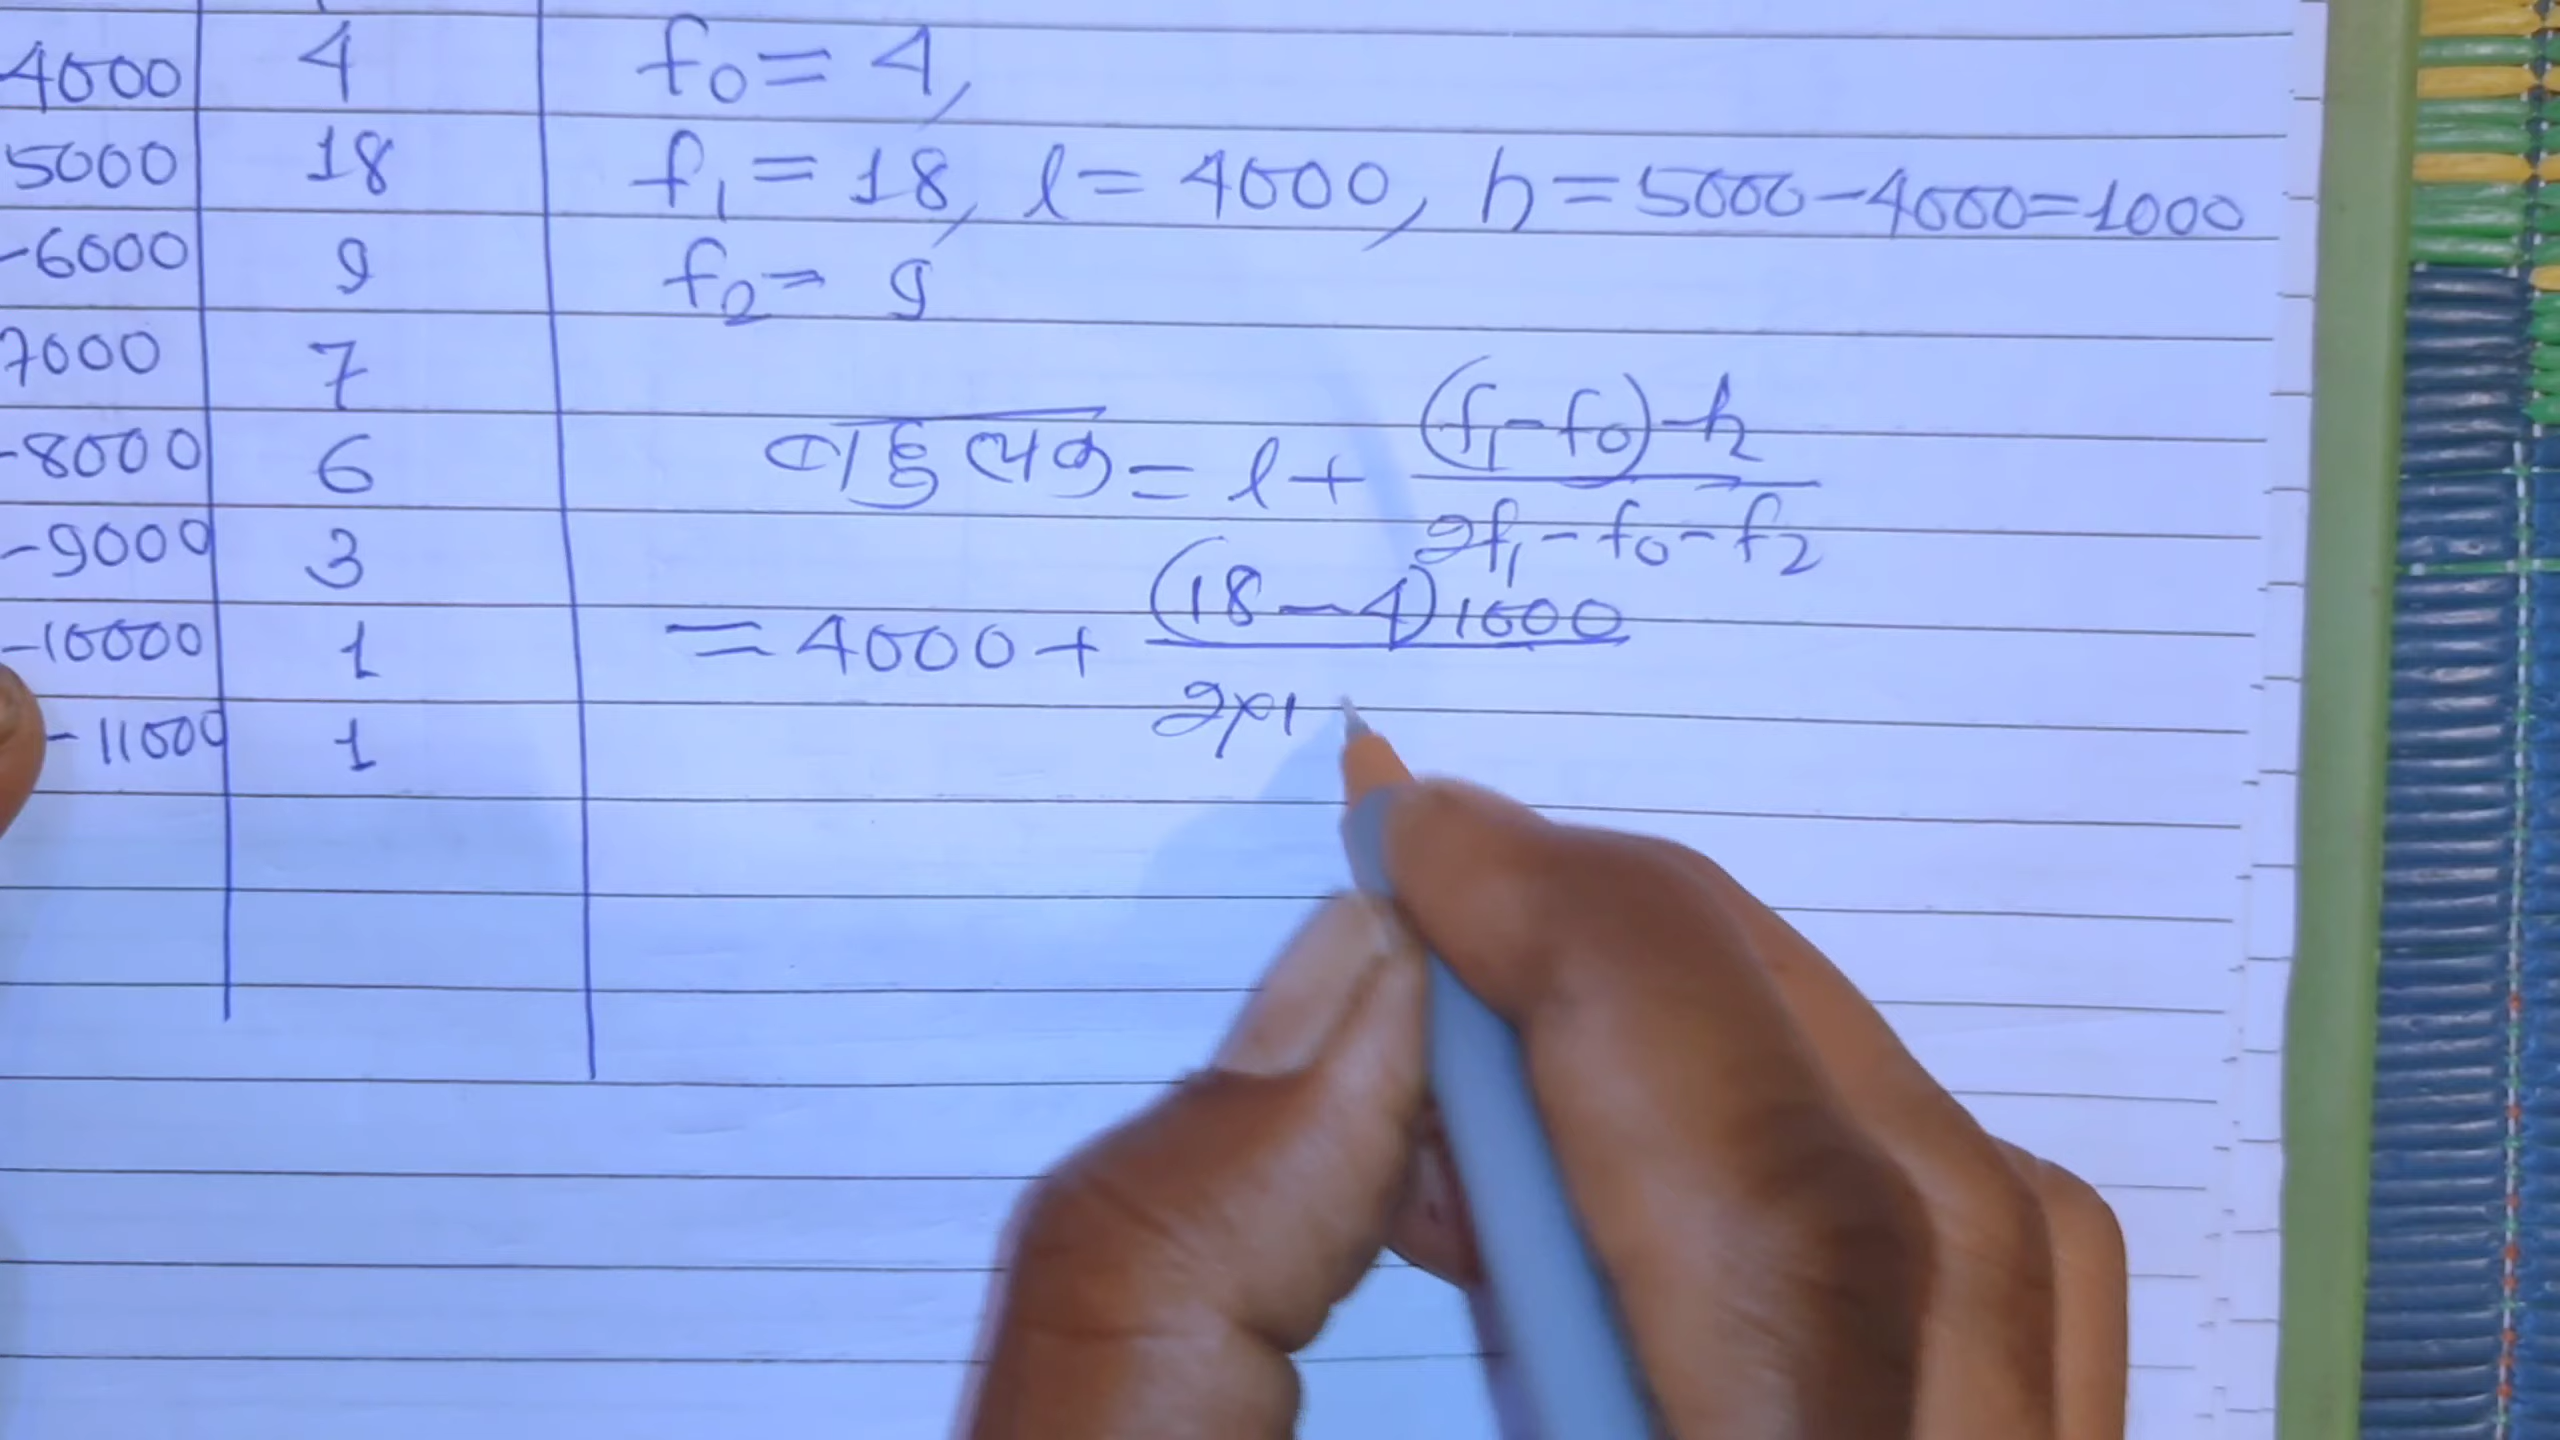 4000 4 f₀ = 4,
5000 18 f₁ = 18, l = 4000, h = 5000-4000=1000
-6000 9 f₂ = 9
7000 7
बहुलक = l + (f₁-f₀)-h / 2f₁-f₀-f₂
-8000 6
-9000 3
= 4000 + (18-4)1000 / 2×1
-10000 1
-11000 1